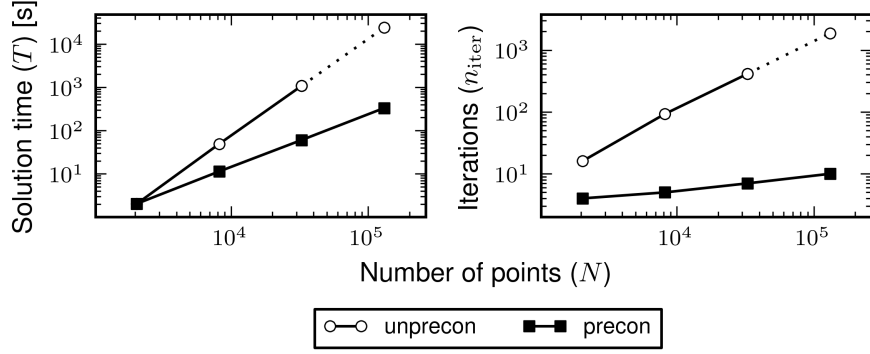 Solution time (T) [s]
10^4
10^3
10^2
10^1
10^4
10^5
Iterations (n_iter)
10^3
10^2
10^1
10^4
10^5
Number of points (N)
unprecon
precon